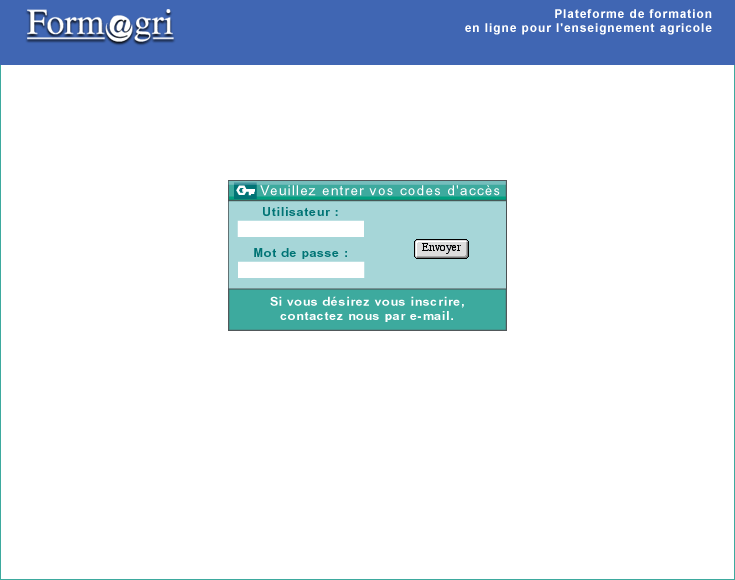 Form@gri
Plateforme de formation
en ligne pour l'enseignement agricole
Veuillez entrer vos codes d'accès
Utilisateur :
Mot de passe :
Envoyer
Si vous désirez vous inscrire,
contactez nous par e-mail.